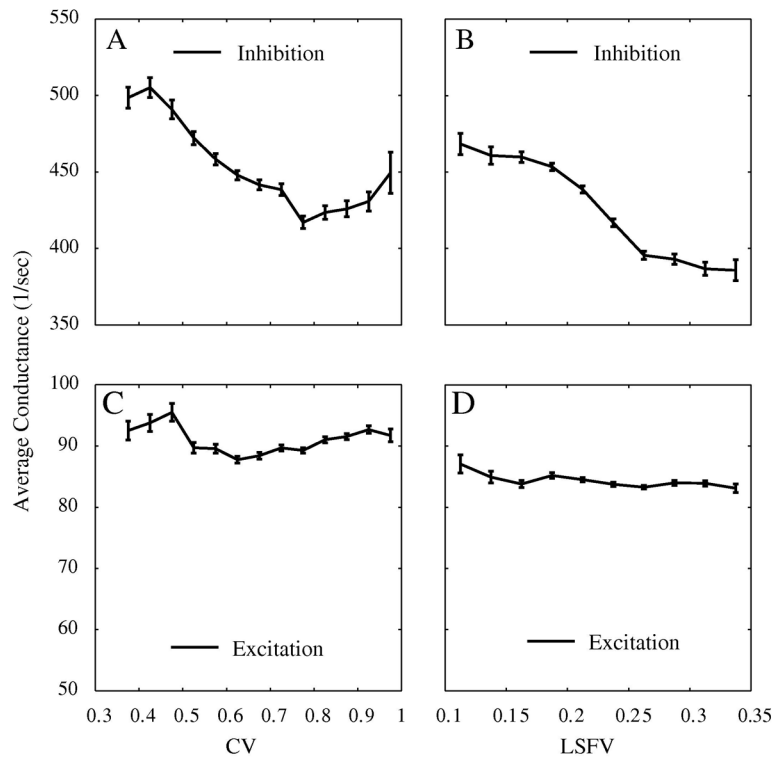 550
500
450
400
350
A
Inhibition
B
Inhibition
Average Conductance (1/sec)
100
90
80
70
60
50
C
Excitation
D
Excitation
0.3 0.4 0.5 0.6 0.7 0.8 0.9 1
0.1 0.15 0.2 0.25 0.3 0.35
CV
LSFV